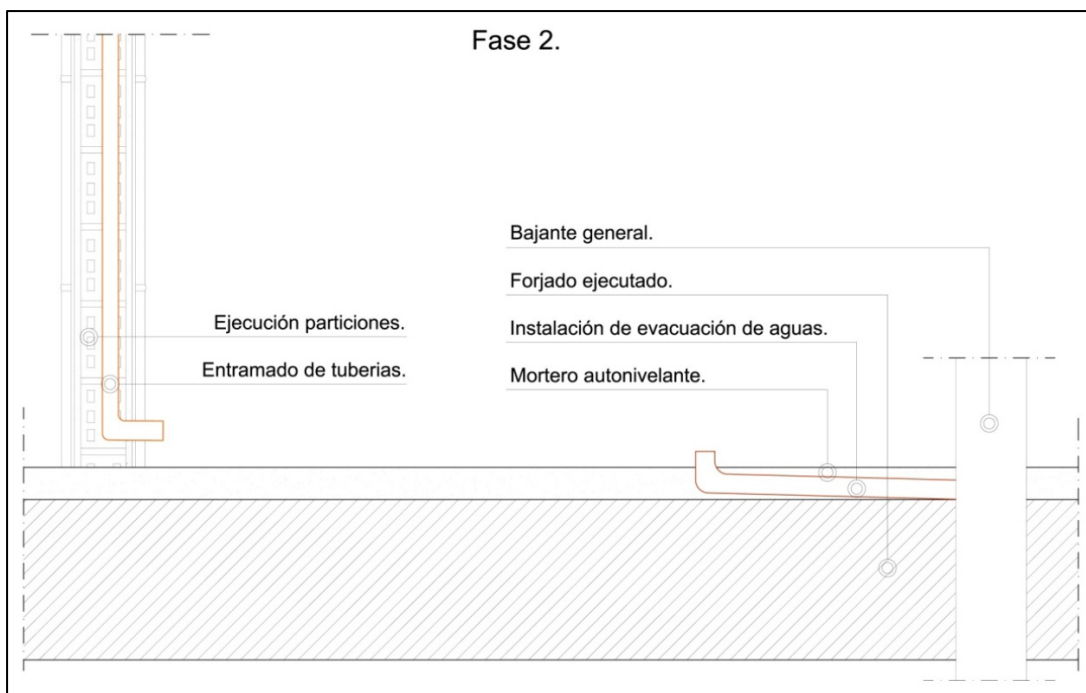 Fase 2.
Bajante general.
Forjado ejecutado.
Ejecución particiones.
Instalación de evacuación de aguas.
Entramado de tuberias.
Mortero autonivelante.